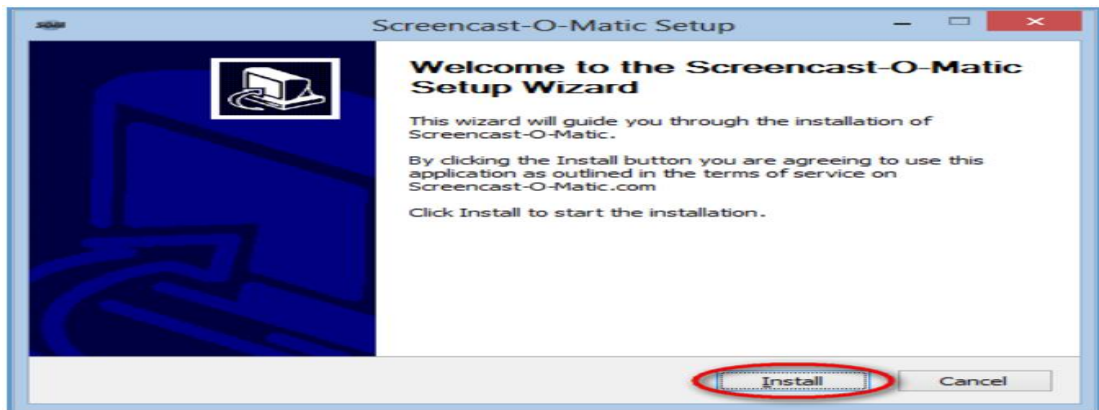 Screencast-O-Matic Setup
Welcome to the Screencast-O-Matic
Setup Wizard
This wizard will guide you through the installation of
Screencast-O-Matic.
By clicking the Install button you are agreeing to use this
application as outlined in the terms of service on
Screencast-O-Matic.com
Click Install to start the installation.
Install
Cancel